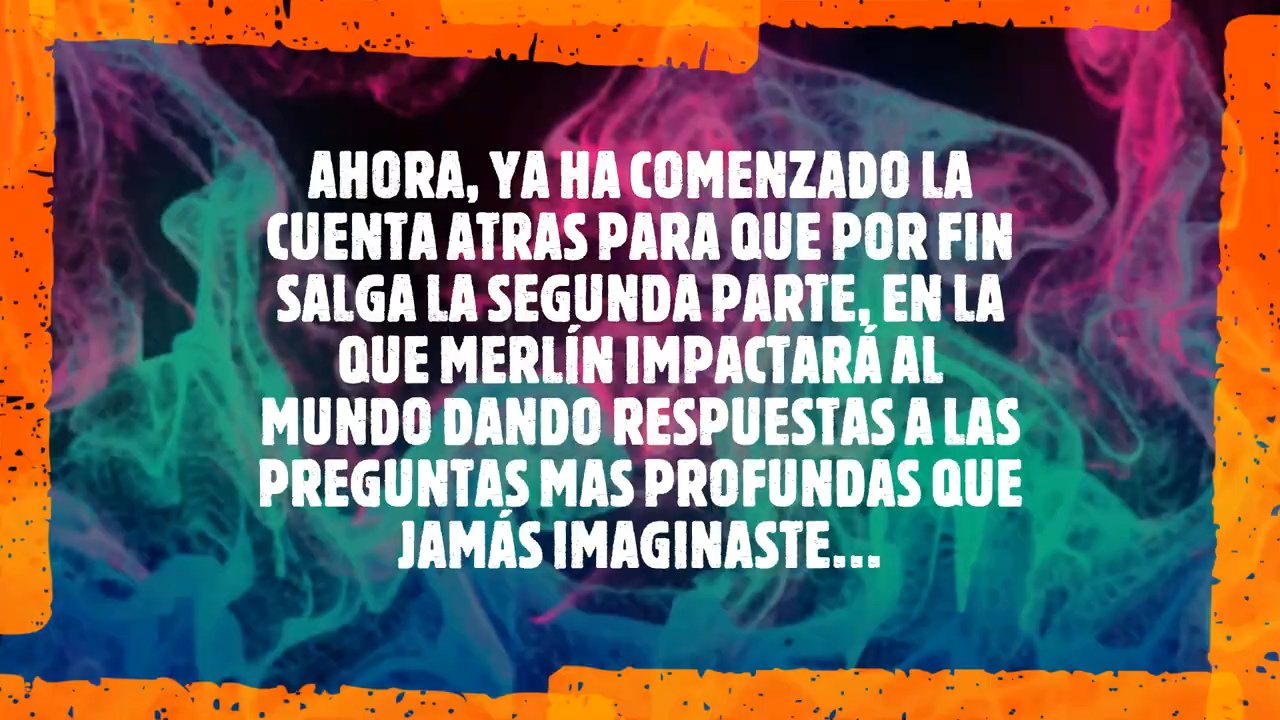 AHORA, YA HA COMENZADO LA
CUENTA ATRAS PARA QUE POR FIN
SALGA LA SEGUNDA PARTE, EN LA
QUE MERLÍN IMPACTARÁ AL
MUNDO DANDO RESPUESTAS A LAS
PREGUNTAS MAS PROFUNDAS QUE
JAMÁS IMAGINASTE...